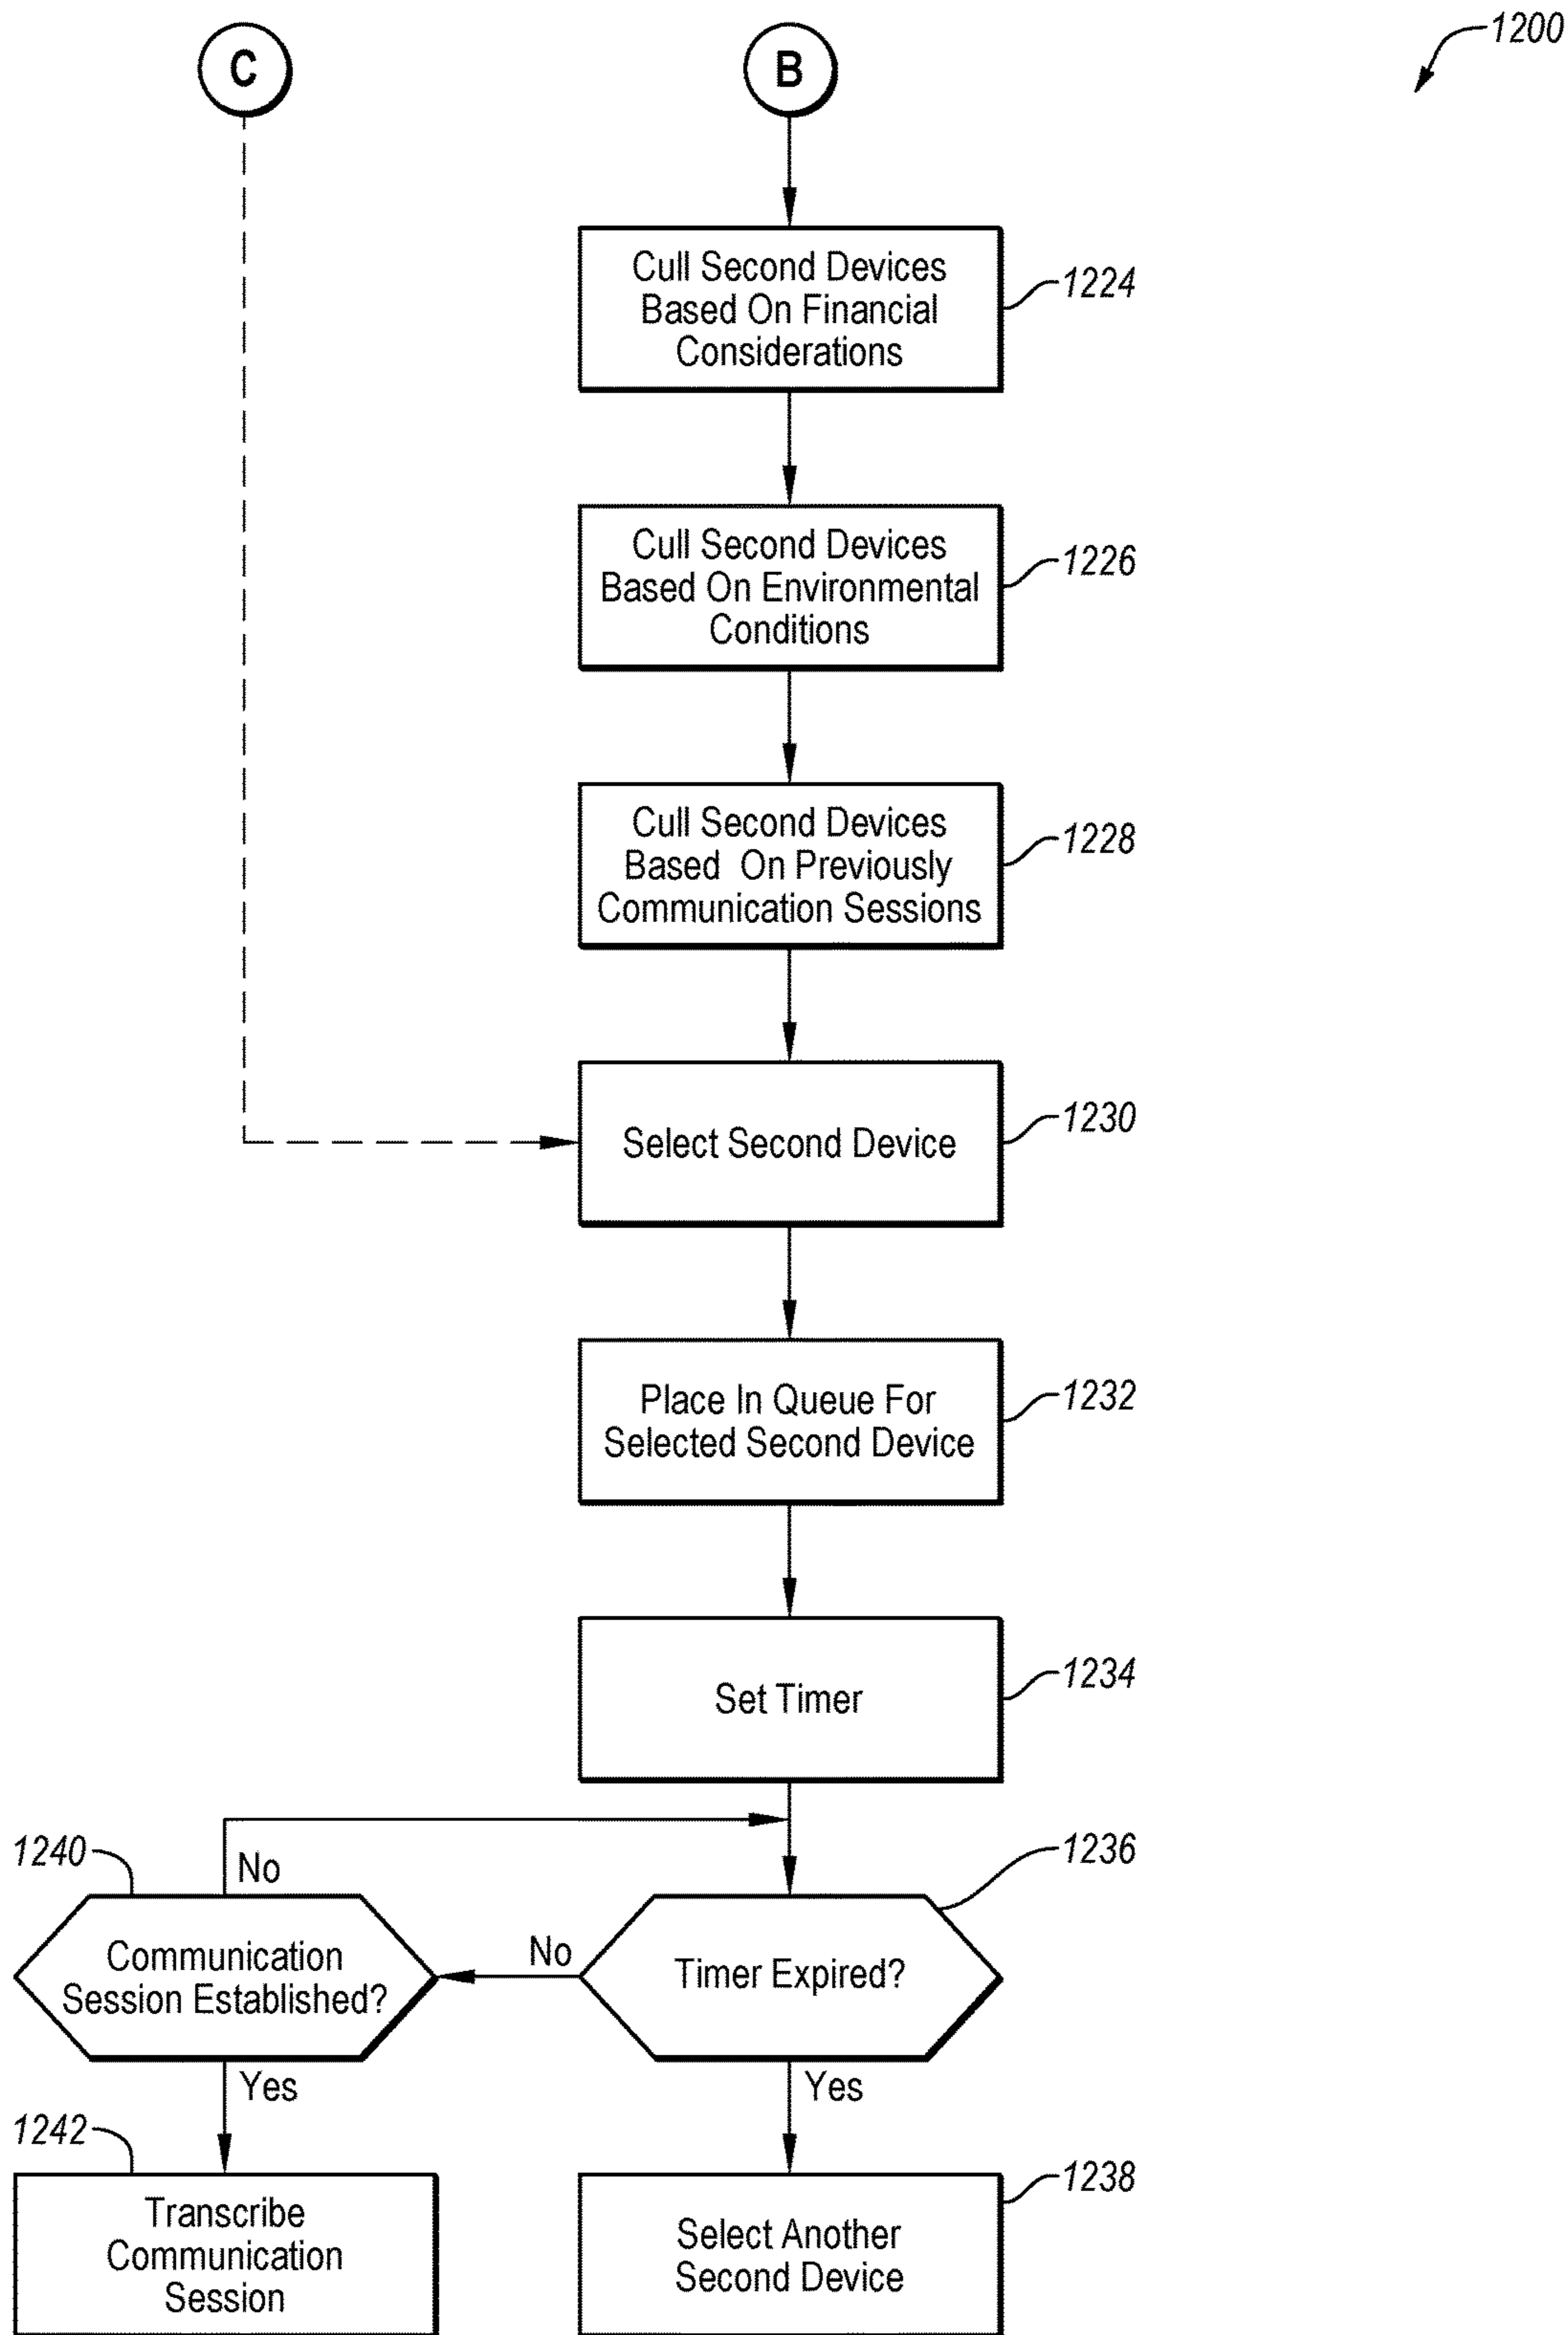 1200
C
B
Cull Second Devices
Based On Financial
Considerations
1224
Cull Second Devices
Based On Environmental
Conditions
1226
Cull Second Devices
Based On Previously
Communication Sessions
1228
Select Second Device
1230
Place In Queue For
Selected Second Device
1232
Set Timer
1234
1240
No
1236
Communication
Session Established?
No
Timer Expired?
Yes
Yes
1242
1238
Transcribe
Communication
Session
Select Another
Second Device